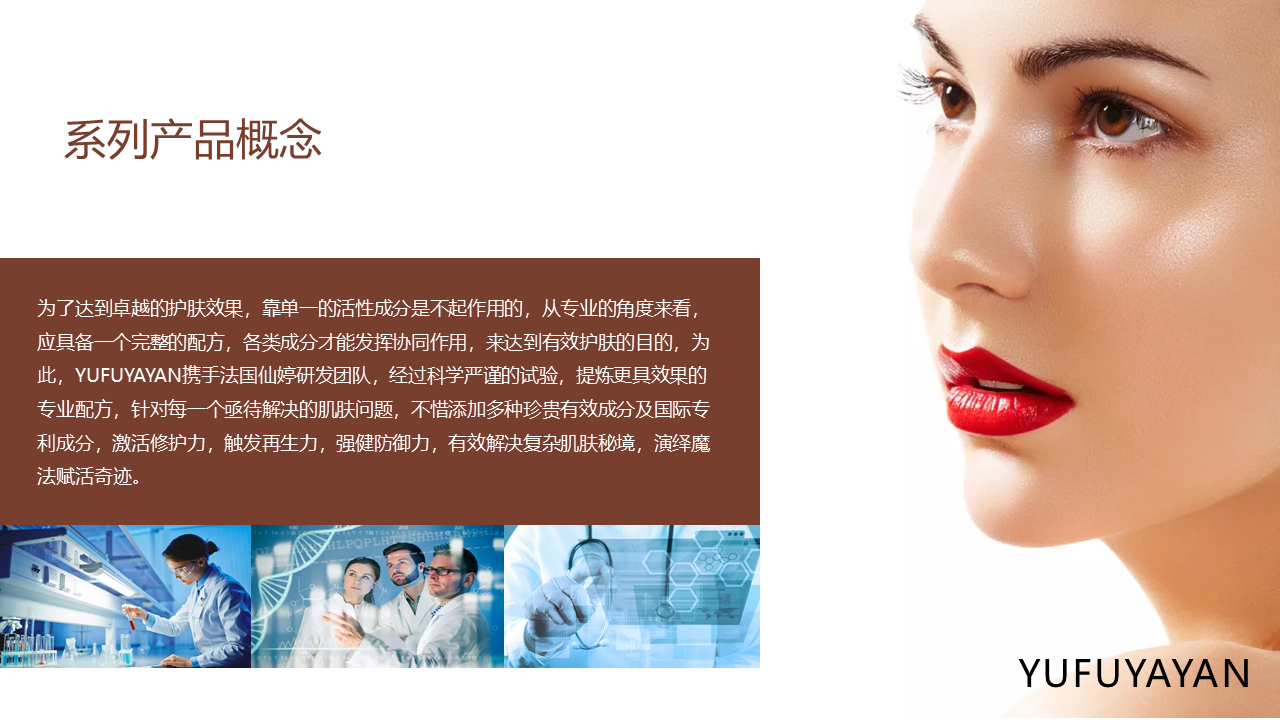 系列产品概念
为了达到卓越的护肤效果，靠单一的活性成分是不起作用的，从专业的角度来看，
应具备一个完整的配方，各类成分才能发挥协同作用，来达到有效护肤的目的，为
此，YUFUYAYAN携手法国仙婷研发团队，经过科学严谨的试验，提炼更具效果的
专业配方，针对每一个亟待解决的肌肤问题，不惜添加多种珍贵有效成分及国际专
利成分，激活修护力，触发再生力，强健防御力，有效解决复杂肌肤秘境，演绎魔
法赋活奇迹。
YUFUYAYAN